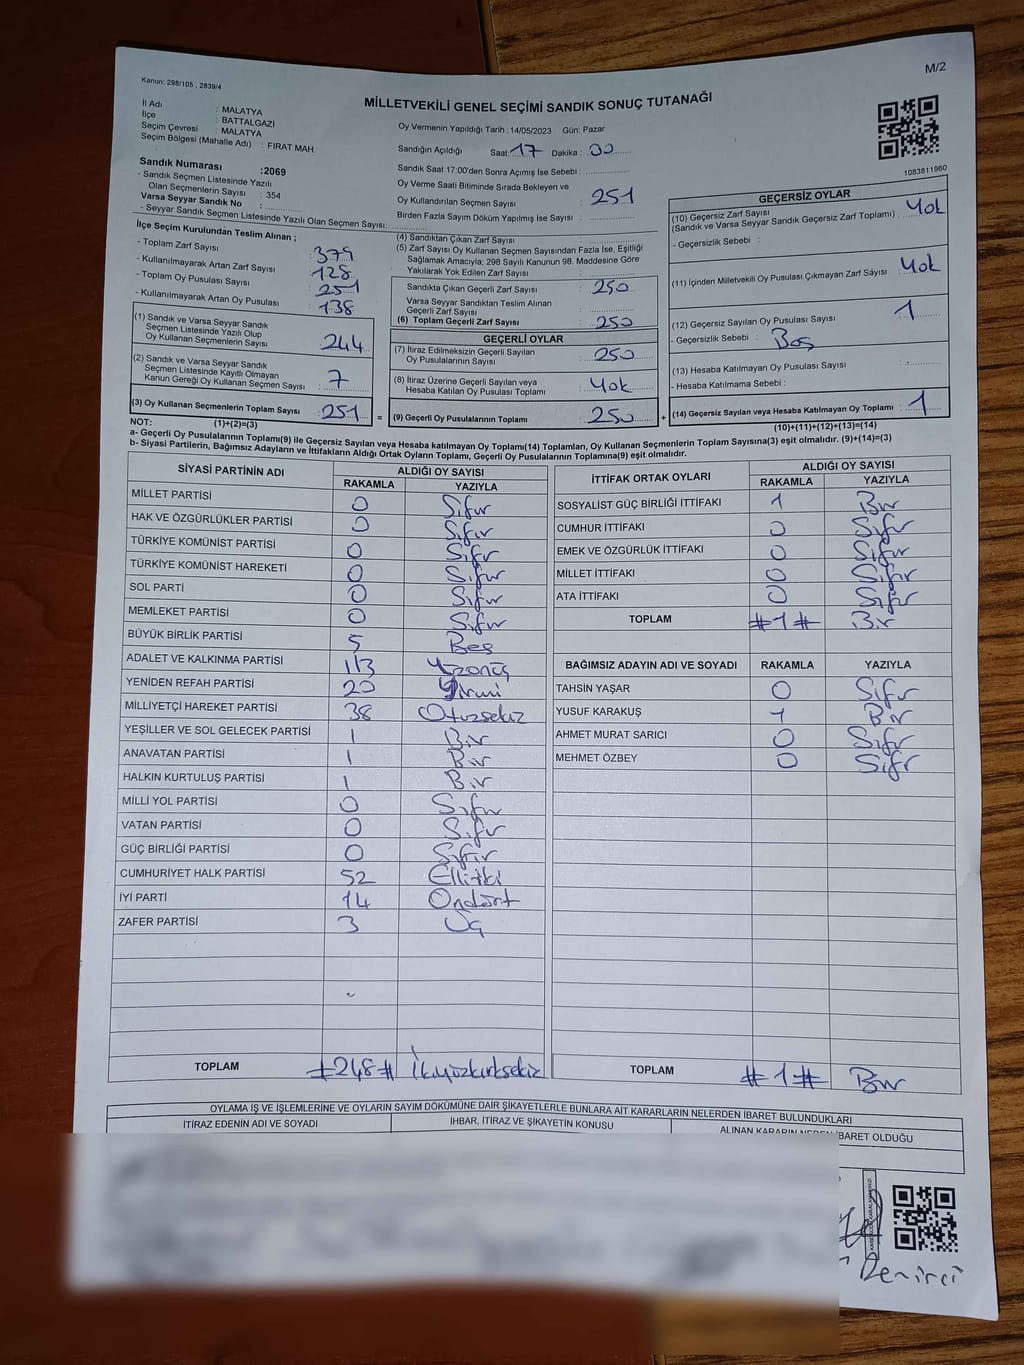 Kanun: 298/105 , 2839/4
M/2
MİLLETVEKİLİ GENEL SEÇİMİ SANDIK SONUÇ TUTANAĞI
İl Adı : MALATYA
İlçe : BATTALGAZİ
Seçim Çevresi : MALATYA
Seçim Bölgesi (Mahalle Adı) : FIRAT MAH.
Oy Vermenin Yapıldığı Tarih :14/05/2023 Gün: Pazar
Sandığın Açıldığı Saat:17 Dakika : 00
Sandık Saat 17:00'den Sonra Açımış İse Sebebi :
Oy Verme Saati Bitiminde Sırada Bekleyen ve
Oy Kullandırılan Seçmen Sayısı : 251
Birden Fazla Sayım Döküm Yapılmış İse Sayısı :
1083811960
Sandık Numarası :2069
- Sandık Seçmen Listesinde Yazılı
Olan Seçmenlerin Sayısı : 354
Varsa Seyyar Sandık No :
- Seyyar Sandık Seçmen Listesinde Yazılı Olan Seçmen Sayısı:
İlçe Seçim Kurulundan Teslim Alınan ;
- Toplam Zarf Sayısı : 379
- Kullanılmayarak Artan Zarf Sayısı : 128
- Toplam Oy Pusulası Sayısı :
- Kullanılmayarak Artan Oy Pusulası : 138
(1) Sandık ve Varsa Seyyar Sandık
Seçmen Listesinde Yazılı Olup
Oy Kullanan Seçmenlerin Sayısı : 244
(2) Sandık ve Varsa Seyyar Sandık
Seçmen Listesinde Kayıtlı Olmayan
Kanun Gereği Oy Kullanan Seçmen Sayısı : 7
(3) Oy Kullanan Seçmenlerin Toplam Sayısı : 251 =
(4) Sandıktan Çıkan Zarf Sayısı :
(5) Zarf Sayısı Oy Kullanan Seçmen Sayısından Fazla İse, Eşitliği
Sağlamak Amacıyla; 298 Sayılı Kanunun 98. Maddesine Göre
Yakılarak Yok Edilen Zarf Sayısı :
Sandıkta Çıkan Geçerli Zarf Sayısı : 250
Varsa Seyyar Sandıktan Teslim Alınan
Geçerli Zarf Sayısı :
(6) Toplam Geçerli Zarf Sayısı : 250
GEÇERLİ OYLAR
(7) İtiraz Edilmeksizin Geçerli Sayılan
Oy Pusulalarının Sayısı : 250
(8) İtiraz Üzerine Geçerli Sayılan veya
Hesaba Katılan Oy Pusulası Toplamı : Yok
(9) Geçerli Oy Pusulalarının Toplamı : 250 +
GEÇERSİZ OYLAR
(10) Geçersiz Zarf Sayısı : Yok
(Sandık ve Varsa Seyyar Sandık Geçersiz Zarf Toplamı)
- Geçersizlik Sebebi :
(11) İçinden Milletvekili Oy Pusulası Çıkmayan Zarf Sayısı : Yok
(12) Geçersiz Sayılan Oy Pusulası Sayısı : 1
- Geçersizlik Sebebi : Boş
(13) Hesaba Katılmayan Oy Pusulası Sayısı :
- Hesaba Katılmama Sebebi :
(14) Geçersiz Sayılan veya Hesaba Katılmayan Oy Toplamı : 1
NOT: (1)+(2)=(3)
(10)+(11)+(12)+(13)=(14)
a- Geçerli Oy Pusulalarının Toplamı(9) ile Geçersiz Sayılan veya Hesaba katılmayan Oy Toplamı(14) Toplamları, Oy Kullanan Seçmenlerin Toplam Sayısına(3) eşit olmalıdır. (9)+(14)=(3)
b- Siyasi Partilerin, Bağımsız Adayların ve İttifakların Aldığı Ortak Oyların Toplamı, Geçerli Oy Pusulalarının Toplamına(9) eşit olmalıdır.
SİYASİ PARTİNİN ADI ALDIĞI OY SAYISI
RAKAMLA YAZIYLA
MİLLET PARTİSİ 0 Sıfır
HAK VE ÖZGÜRLÜKLER PARTİSİ 0 Sıfır
TÜRKİYE KOMÜNİST PARTİSİ 0 Sıfır
TÜRKİYE KOMÜNİST HAREKETİ 0 Sıfır
SOL PARTİ 0 Sıfır
MEMLEKET PARTİSİ 0 Sıfır
BÜYÜK BİRLİK PARTİSİ 5 Beş
ADALET VE KALKINMA PARTİSİ 113 Yüzonüç
YENİDEN REFAH PARTİSİ 20 Yirmi
MİLLİYETÇİ HAREKET PARTİSİ 38 Otuzsekiz
YEŞİLLER VE SOL GELECEK PARTİSİ 1 Bir
ANAVATAN PARTİSİ 1 Bir
HALKIN KURTULUŞ PARTİSİ 1 Bir
MİLLİ YOL PARTİSİ 0 Sıfır
VATAN PARTİSİ 0 Sıfır
GÜÇ BİRLİĞİ PARTİSİ 0 Sıfır
CUMHURİYET HALK PARTİSİ 52 Elliiki
İYİ PARTİ 14 Ondört
ZAFER PARTİSİ 3 Üç
TOPLAM #248# İkiyüzkırksekiz
İTTİFAK ORTAK OYLARI ALDIĞI OY SAYISI
RAKAMLA YAZIYLA
SOSYALİST GÜÇ BİRLİĞİ İTTİFAKI 1 Bir
CUMHUR İTTİFAKI 0 Sıfır
EMEK VE ÖZGÜRLÜK İTTİFAKI 0 Sıfır
MİLLET İTTİFAKI 0 Sıfır
ATA İTTİFAKI 0 Sıfır
TOPLAM #1# Bir
BAĞIMSIZ ADAYIN ADI VE SOYADI RAKAMLA YAZIYLA
TAHSİN YAŞAR 0 Sıfır
YUSUF KARAKUŞ 1 Bir
AHMET MURAT SARICI 0 Sıfır
MEHMET ÖZBEY 0 Sıfır
TOPLAM #1# Bir
OYLAMA İŞ VE İŞLEMLERİNE VE OYLARIN SAYIM DÖKÜMÜNE DAİR ŞİKAYETLERLE BUNLARA AİT KARARLARIN NELERDEN İBARET BULUNDUKLARI
İTİRAZ EDENİN ADI VE SOYADI İHBAR, İTİRAZ VE ŞİKAYETİN KONUSU ALINAN KARARIN NEDEN İBARET OLDUĞU
Demirci